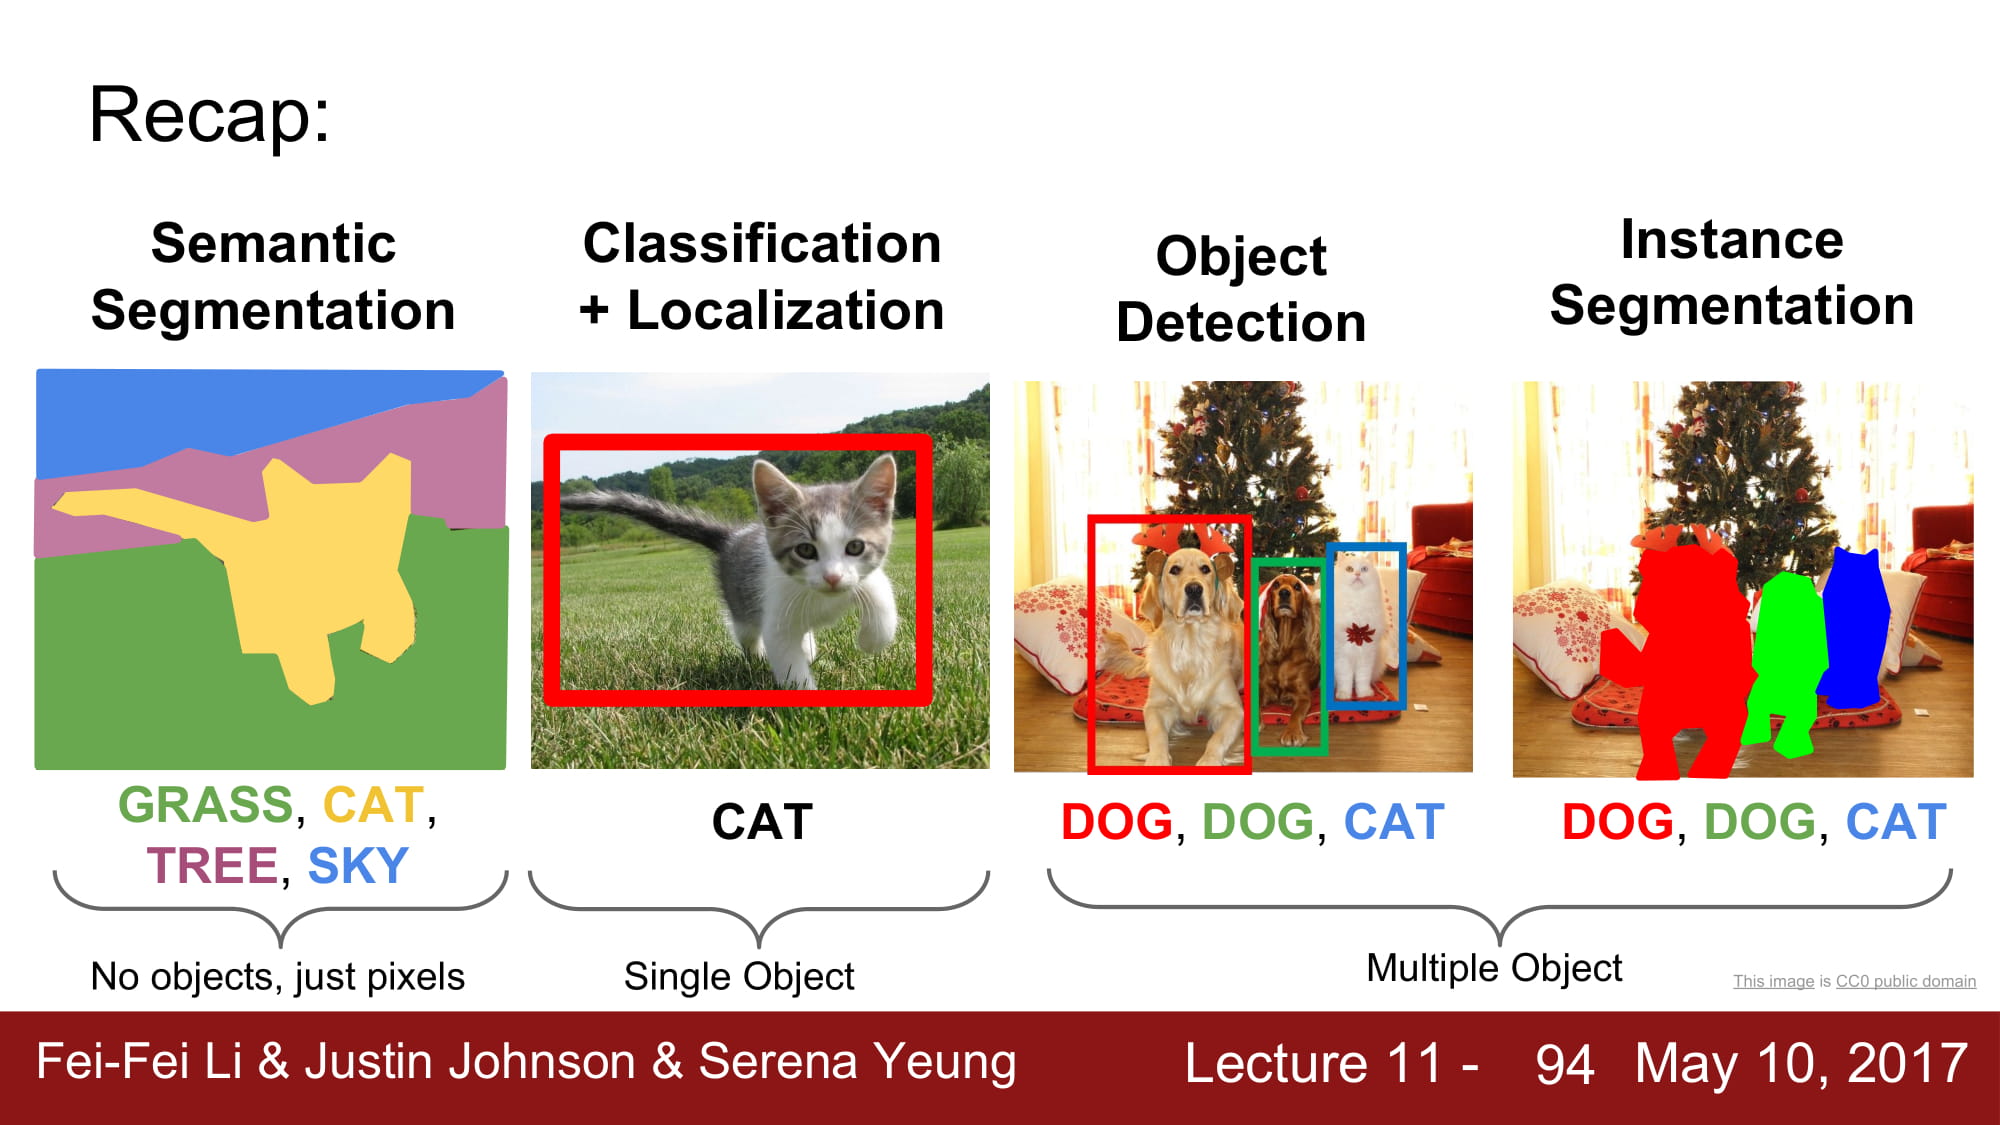 Recap:
Semantic
Segmentation
Classification
+ Localization
Object
Detection
Instance
Segmentation
GRASS, CAT,
TREE, SKY
CAT
DOG, DOG, CAT
DOG, DOG, CAT
No objects, just pixels
Single Object
Multiple Object
This image is CC0 public domain
Fei-Fei Li & Justin Johnson & Serena Yeung
Lecture 11 - 94 May 10, 2017